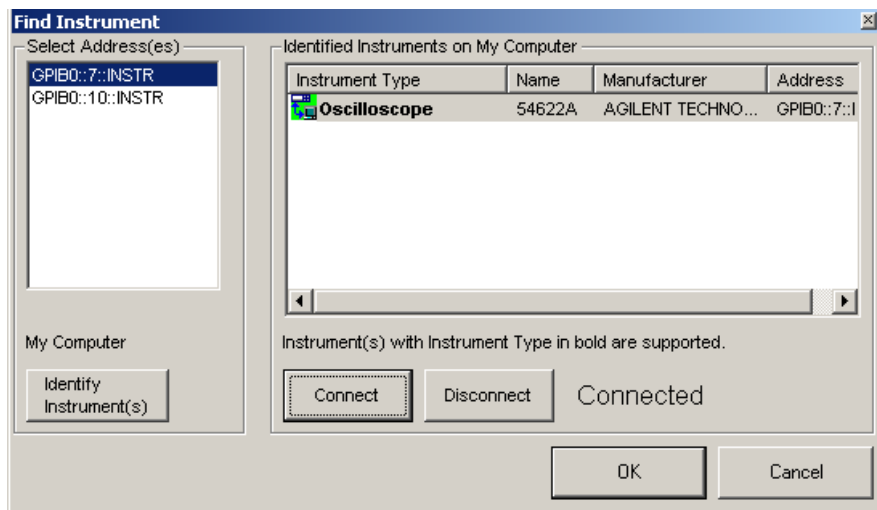 Find Instrument
Select Address(es)
GPIB0::7::INSTR
GPIB0::10::INSTR
My Computer
Identify
Instrument(s)
Identified Instruments on My Computer
Instrument Type Name Manufacturer Address
Oscilloscope 54622A AGILENT TECHNO... GPIB0::7::I
Instrument(s) with Instrument Type in bold are supported.
Connect Disconnect Connected
OK Cancel